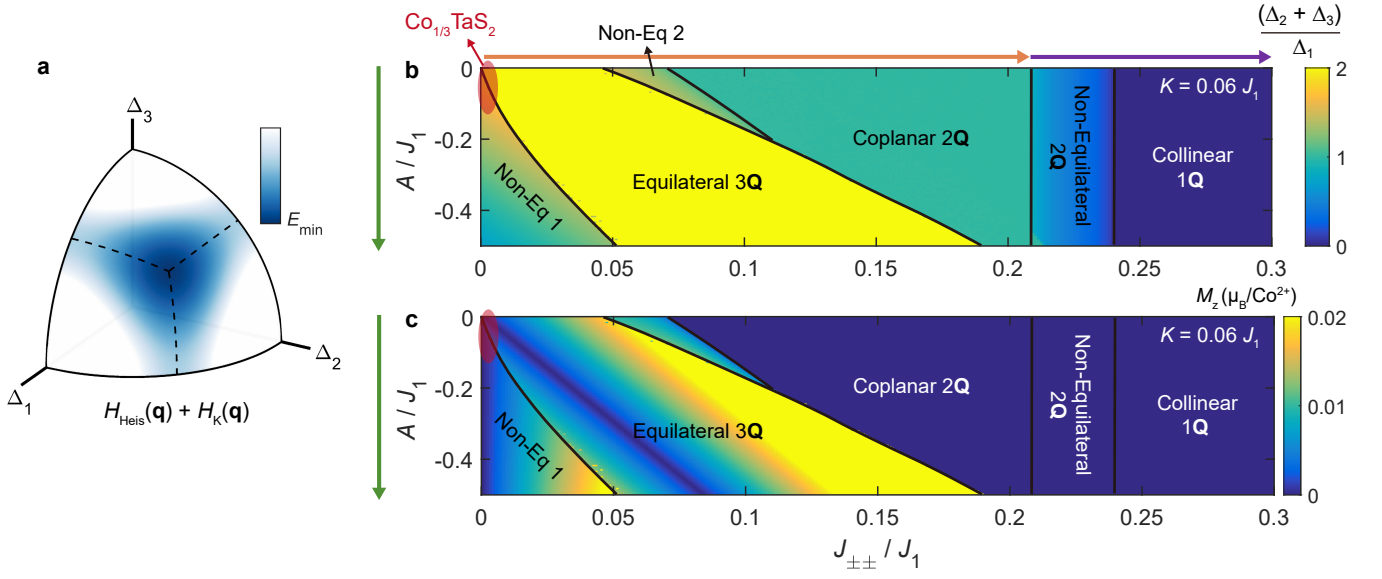 a
Δ3
Δ2
Δ1
Emin
HHeis(q) + HK(q)
Co1/3TaS2
Non-Eq 2
(Δ2 + Δ3)
Δ1
b
K = 0.06 J1
A / J1
0
-0.2
-0.4
Non-Eq 1
Equilateral 3Q
Coplanar 2Q
Non-Equilateral
2Q
Collinear
1Q
2
1
0
0
0.05
0.1
0.15
0.2
0.25
0.3
Mz (μB/Co2+)
c
K = 0.06 J1
A / J1
0
-0.2
-0.4
Non-Eq 1
Equilateral 3Q
Coplanar 2Q
Non-Equilateral
2Q
Collinear
1Q
0.02
0.01
0
0
0.05
0.1
0.15
0.2
0.25
0.3
J±± / J1